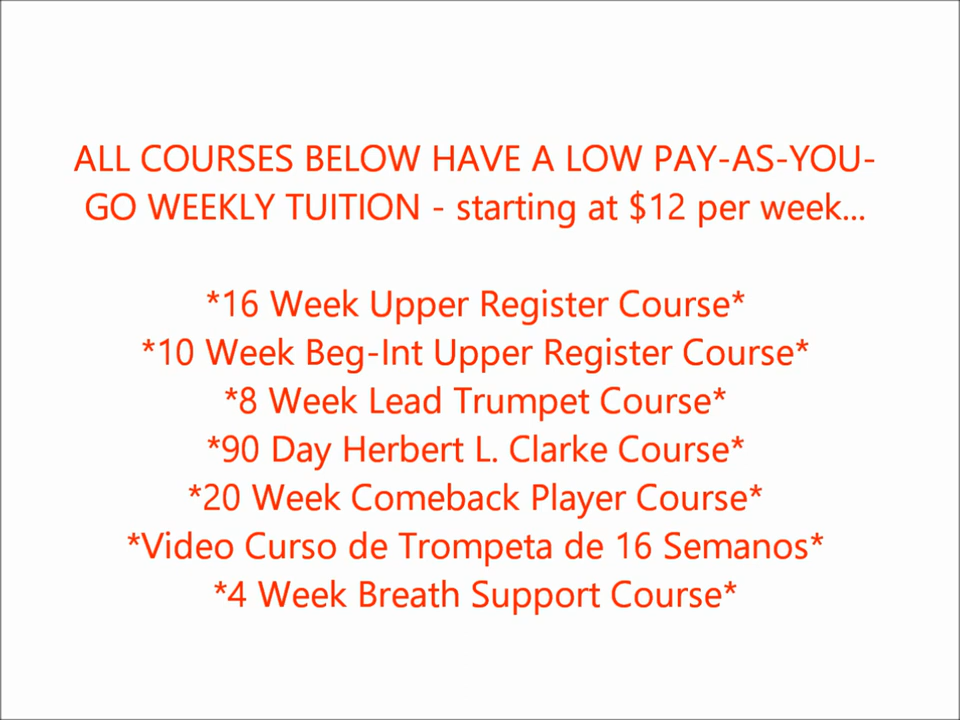 ALL COURSES BELOW HAVE A LOW PAY-AS-YOU-
GO WEEKLY TUITION - starting at $12 per week...
*16 Week Upper Register Course*
*10 Week Beg-Int Upper Register Course*
*8 Week Lead Trumpet Course*
*90 Day Herbert L. Clarke Course*
*20 Week Comeback Player Course*
*Video Curso de Trompeta de 16 Semanos*
*4 Week Breath Support Course*